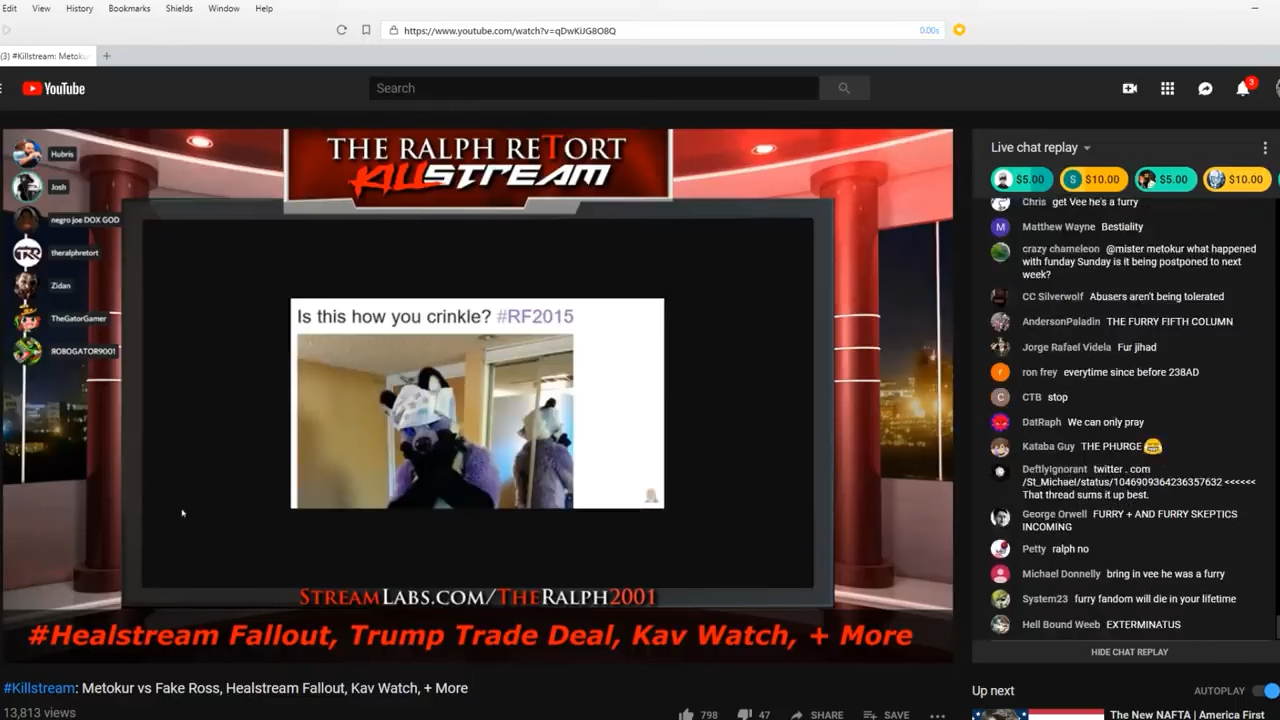 Edit View History Bookmarks Shields Window Help
https://www.youtube.com/watch?v=qDwKiJG8O8Q 0.00s
(3) #Killstream: Metoku
YouTube
Search
3
THE RALPH RETORT
KILLSTREAM
Hubris
Josh
negro joe DOX GOD
theralphretort
Zidan
TheGatorGamer
ROBOGATOR9001
TRR
Is this how you crinkle? #RF2015
STREAMLABS.COM/THERALPH2001
#Healstream Fallout, Trump Trade Deal, Kav Watch, + More
#Killstream: Metokur vs Fake Ross, Healstream Fallout, Kav Watch, + More
13,813 views
798 47 SHARE SAVE
Live chat replay
$5.00 S $10.00 $5.00 $10.00
Chris get Vee he's a furry
M Matthew Wayne Bestiality
crazy chameleon @mister metokur what happened
with funday Sunday is it being postponed to next
week?
CC Silverwolf Abusers aren't being tolerated
AndersonPaladin THE FURRY FIFTH COLUMN
Jorge Rafael Videla Fur jihad
r ron frey everytime since before 238AD
C CTB stop
DatRaph We can only pray
Kataba Guy THE PHURGE
DeftlyIgnorant twitter . com
/St_Michael/status/1046909364236357632 <<<<<<
That thread sums it up best.
George Orwell FURRY + AND FURRY SKEPTICS
INCOMING
Petty ralph no
Michael Donnelly bring in vee he was a furry
System23 furry fandom will die in your lifetime
Hell Bound Weeb EXTERMINATUS
HIDE CHAT REPLAY
Up next AUTOPLAY
The New NAFTA | America First